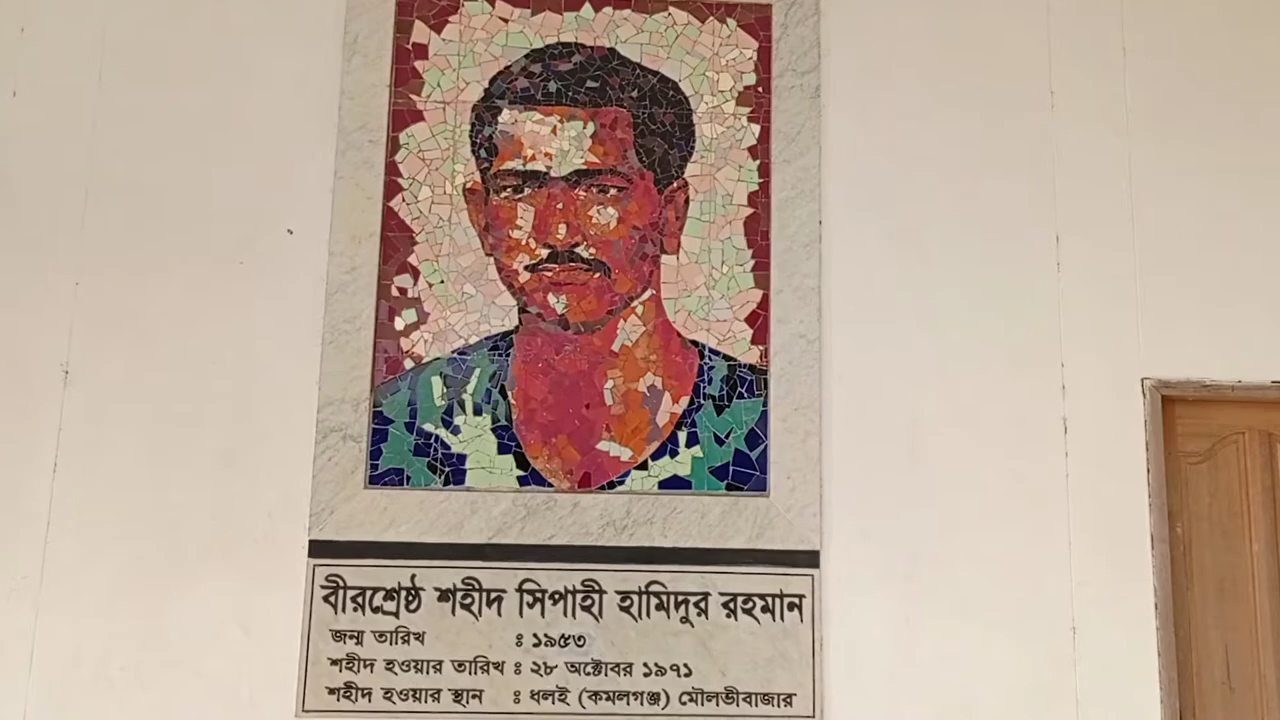 বীরশ্রেষ্ঠ শহীদ সিপাহী হামিদুর রহমান
জন্ম তারিখ : ১৯৫৩
শহীদ হওয়ার তারিখ : ২৮ অক্টোবর ১৯৭১
শহীদ হওয়ার স্থান : ধলই (কমলগঞ্জ) মৌলভীবাজার